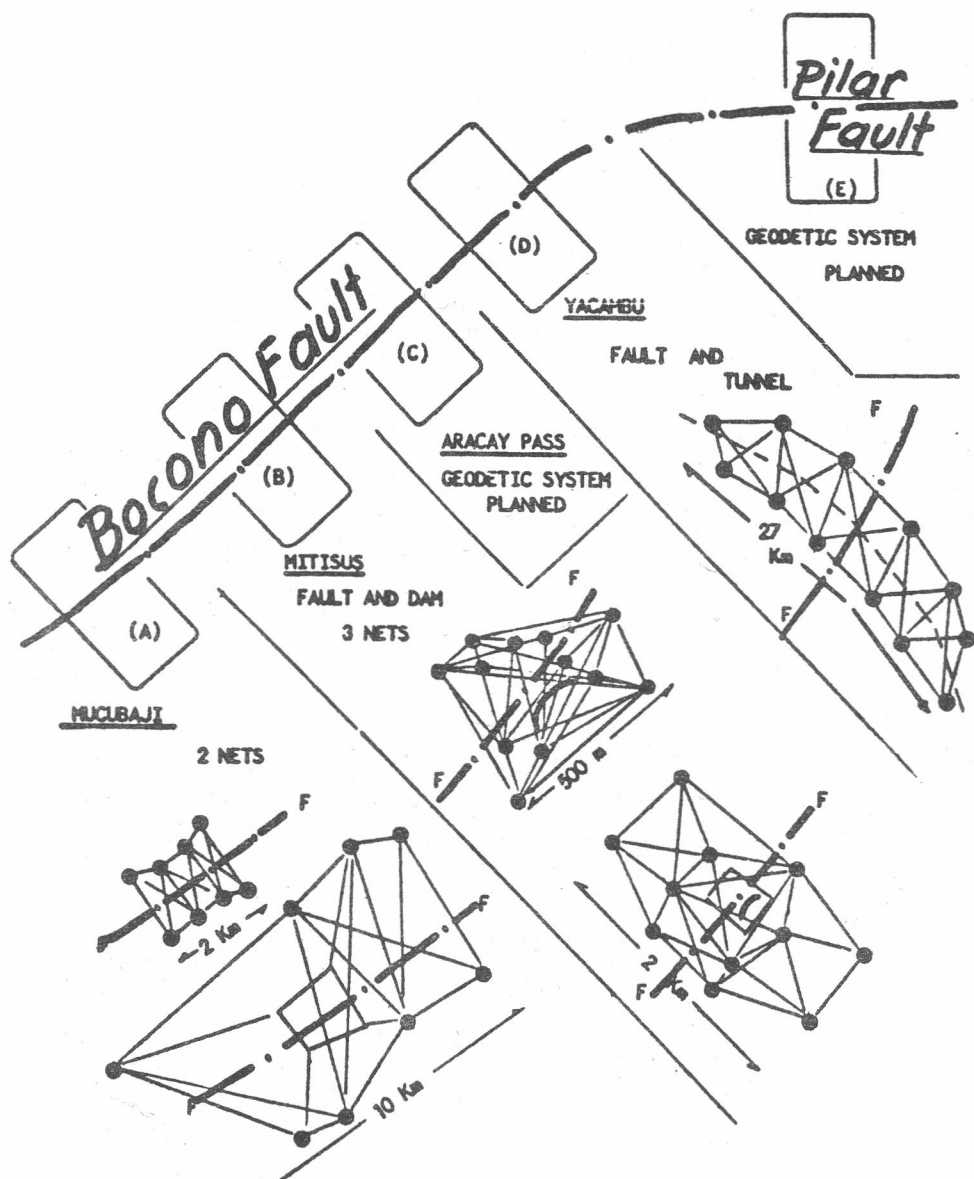 Pilar
Fault
(E)
GEODETIC SYSTEM
PLANNED
Bocono Fault
(D)
YACAMBU
FAULT AND
TUNNEL
F
27
Km
F
(C)
ARACAY PASS
GEODETIC SYSTEM
PLANNED
(B)
MITISUS
FAULT AND DAM
3 NETS
F
F
500 m
F
2
F
(A)
MUCUBAJI
2 NETS
F
2 Km
F
F
10 Km